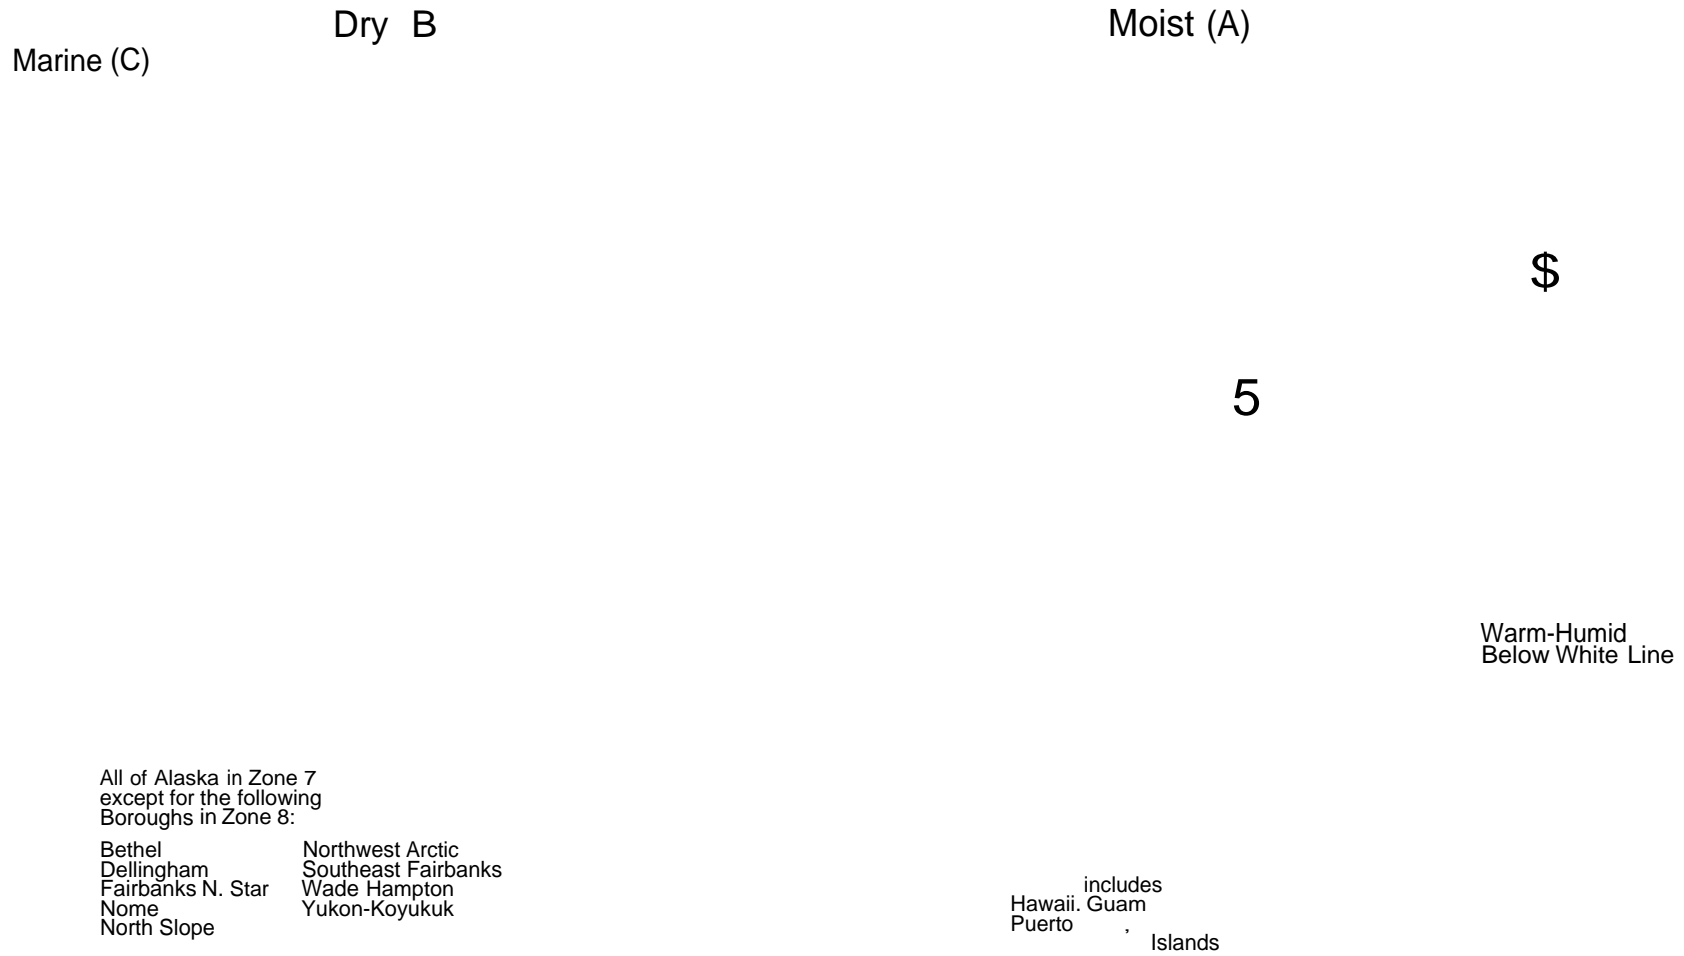 Dry B
Moist (A)
Marine (C)
$
5
Warm-Humid
Below White Line
All of Alaska in Zone 7
except for the following
Boroughs in Zone 8:
Bethel
Dellingham
Fairbanks N. Star
Nome
North Slope
Northwest Arctic
Southeast Fairbanks
Wade Hampton
Yukon-Koyukuk
includes
Hawaii. Guam
Puerto ,
Islands